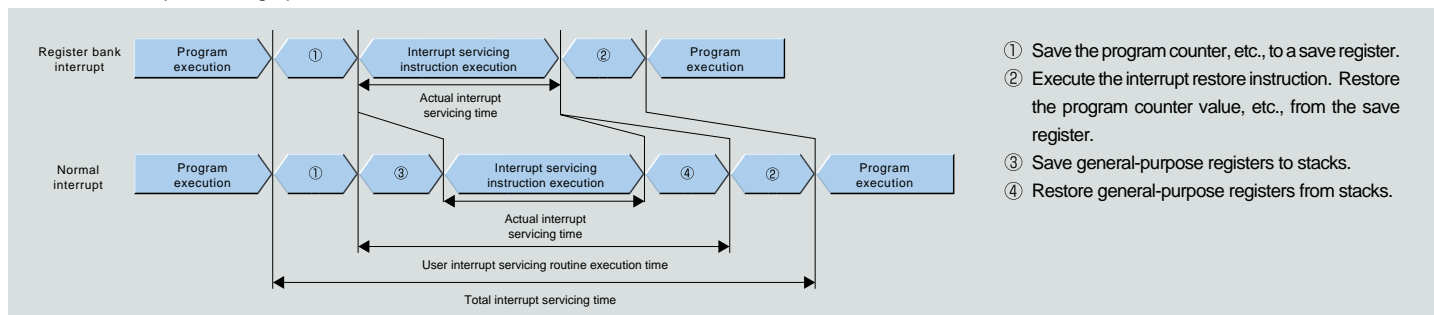 Register bank
interrupt
Program
execution
①
Interrupt servicing
instruction execution
②
Program
execution
Actual interrupt
servicing time
Normal
interrupt
Program
execution
①
③
Interrupt servicing
instruction execution
④
②
Program
execution
Actual interrupt
servicing time
User interrupt servicing routine execution time
Total interrupt servicing time
① Save the program counter, etc., to a save register.
② Execute the interrupt restore instruction. Restore
the program counter value, etc., from the save
register.
③ Save general-purpose registers to stacks.
④ Restore general-purpose registers from stacks.